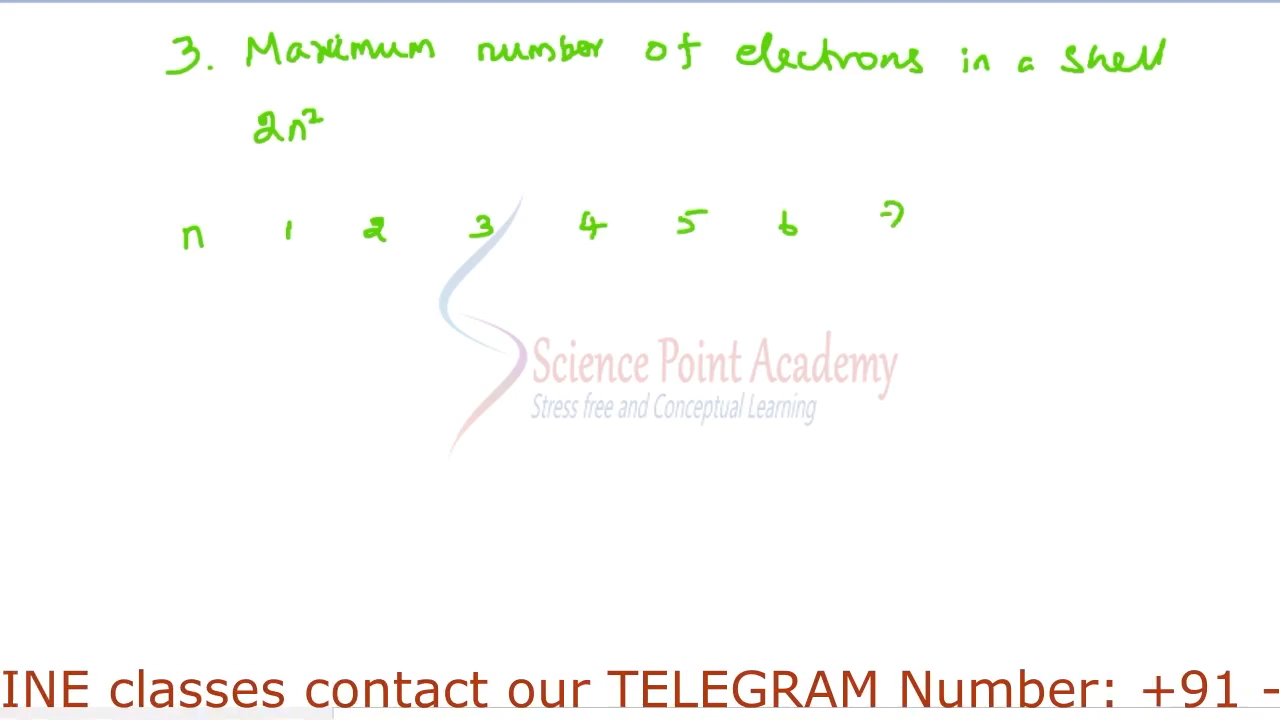 3. Maximum number of electrons in a shell
2n²
n 1 2 3 4 5 6 7
Science Point Academy
Stress free and Conceptual Learning
INE classes contact our TELEGRAM Number: +91 -